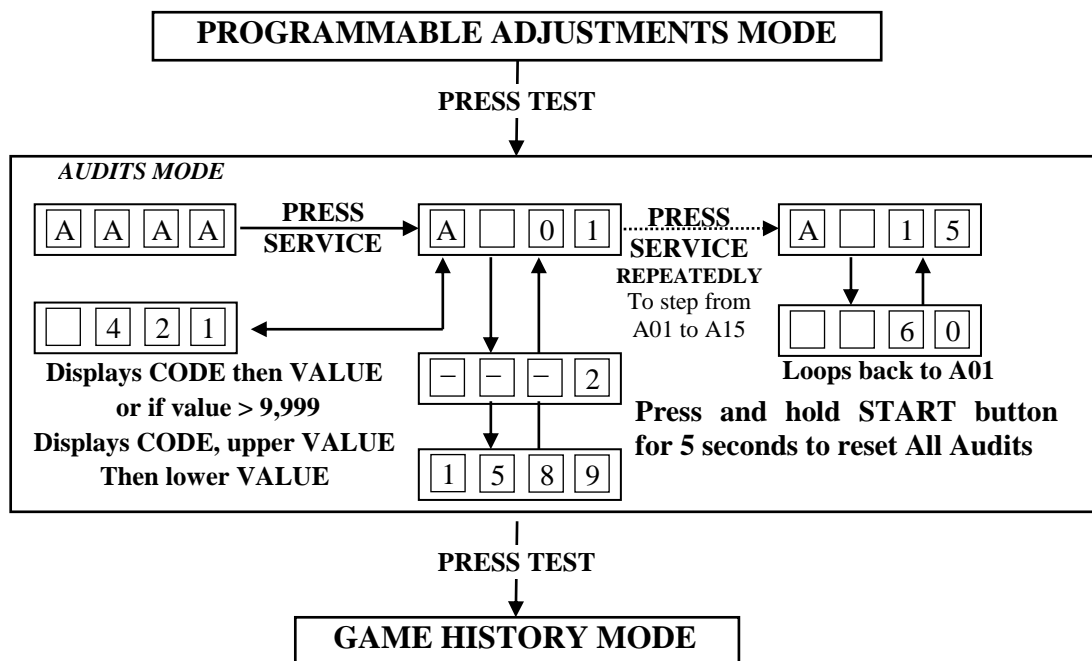 PROGRAMMABLE ADJUSTMENTS MODE
PRESS TEST
AUDITS MODE
A A A A
PRESS
SERVICE
A 0 1
PRESS
SERVICE
REPEATEDLY
To step from
A01 to A15
A 1 5
4 2 1
Displays CODE then VALUE
or if value > 9,999
Displays CODE, upper VALUE
Then lower VALUE
– – – 2
1 5 8 9
6 0
Loops back to A01
Press and hold START button
for 5 seconds to reset All Audits
PRESS TEST
GAME HISTORY MODE